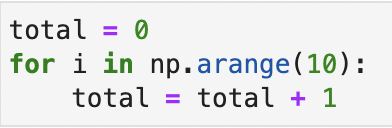 total = 0
for i in np.arange(10):
    total = total + 1